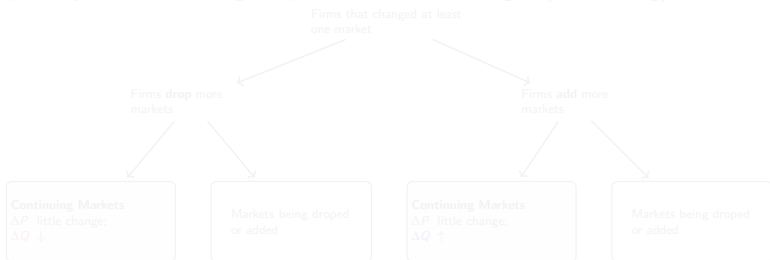 Firms that changed at least
one market
Firms drop more
markets
Firms add more
markets
Continuing Markets
ΔP little change;
ΔQ ↓
Markets being droped
or added
Continuing Markets
ΔP little change;
ΔQ ↑
Markets being droped
or added